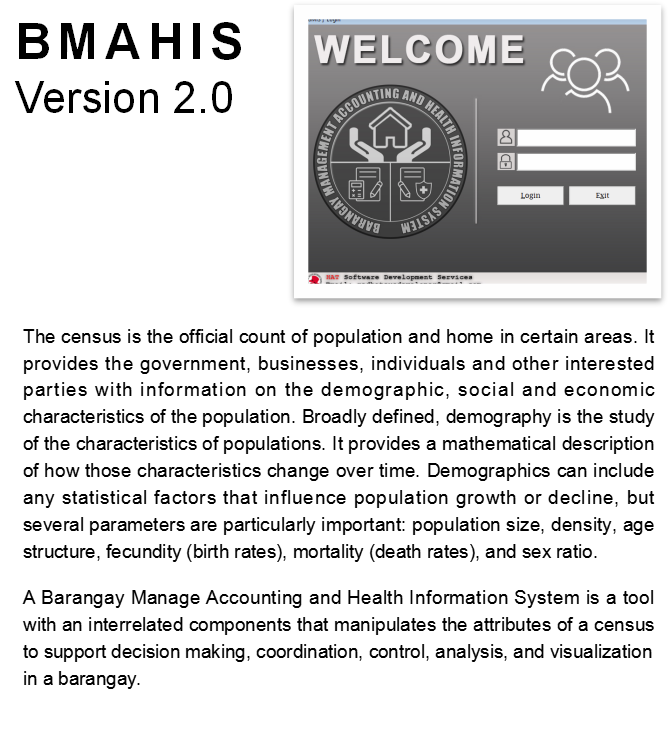 BMAHIS
Version 2.0
Login
WELCOME
BARANGAY MANAGEMENT ACCOUNTING AND HEALTH INFORMATION SYSTEM
Login
Exit
HAT Software Development Services
The census is the official count of population and home in certain areas. It
provides the government, businesses, individuals and other interested
parties with information on the demographic, social and economic
characteristics of the population. Broadly defined, demography is the study
of the characteristics of populations. It provides a mathematical description
of how those characteristics change over time. Demographics can include
any statistical factors that influence population growth or decline, but
several parameters are particularly important: population size, density, age
structure, fecundity (birth rates), mortality (death rates), and sex ratio.
A Barangay Manage Accounting and Health Information System is a tool
with an interrelated components that manipulates the attributes of a census
to support decision making, coordination, control, analysis, and visualization
in a barangay.